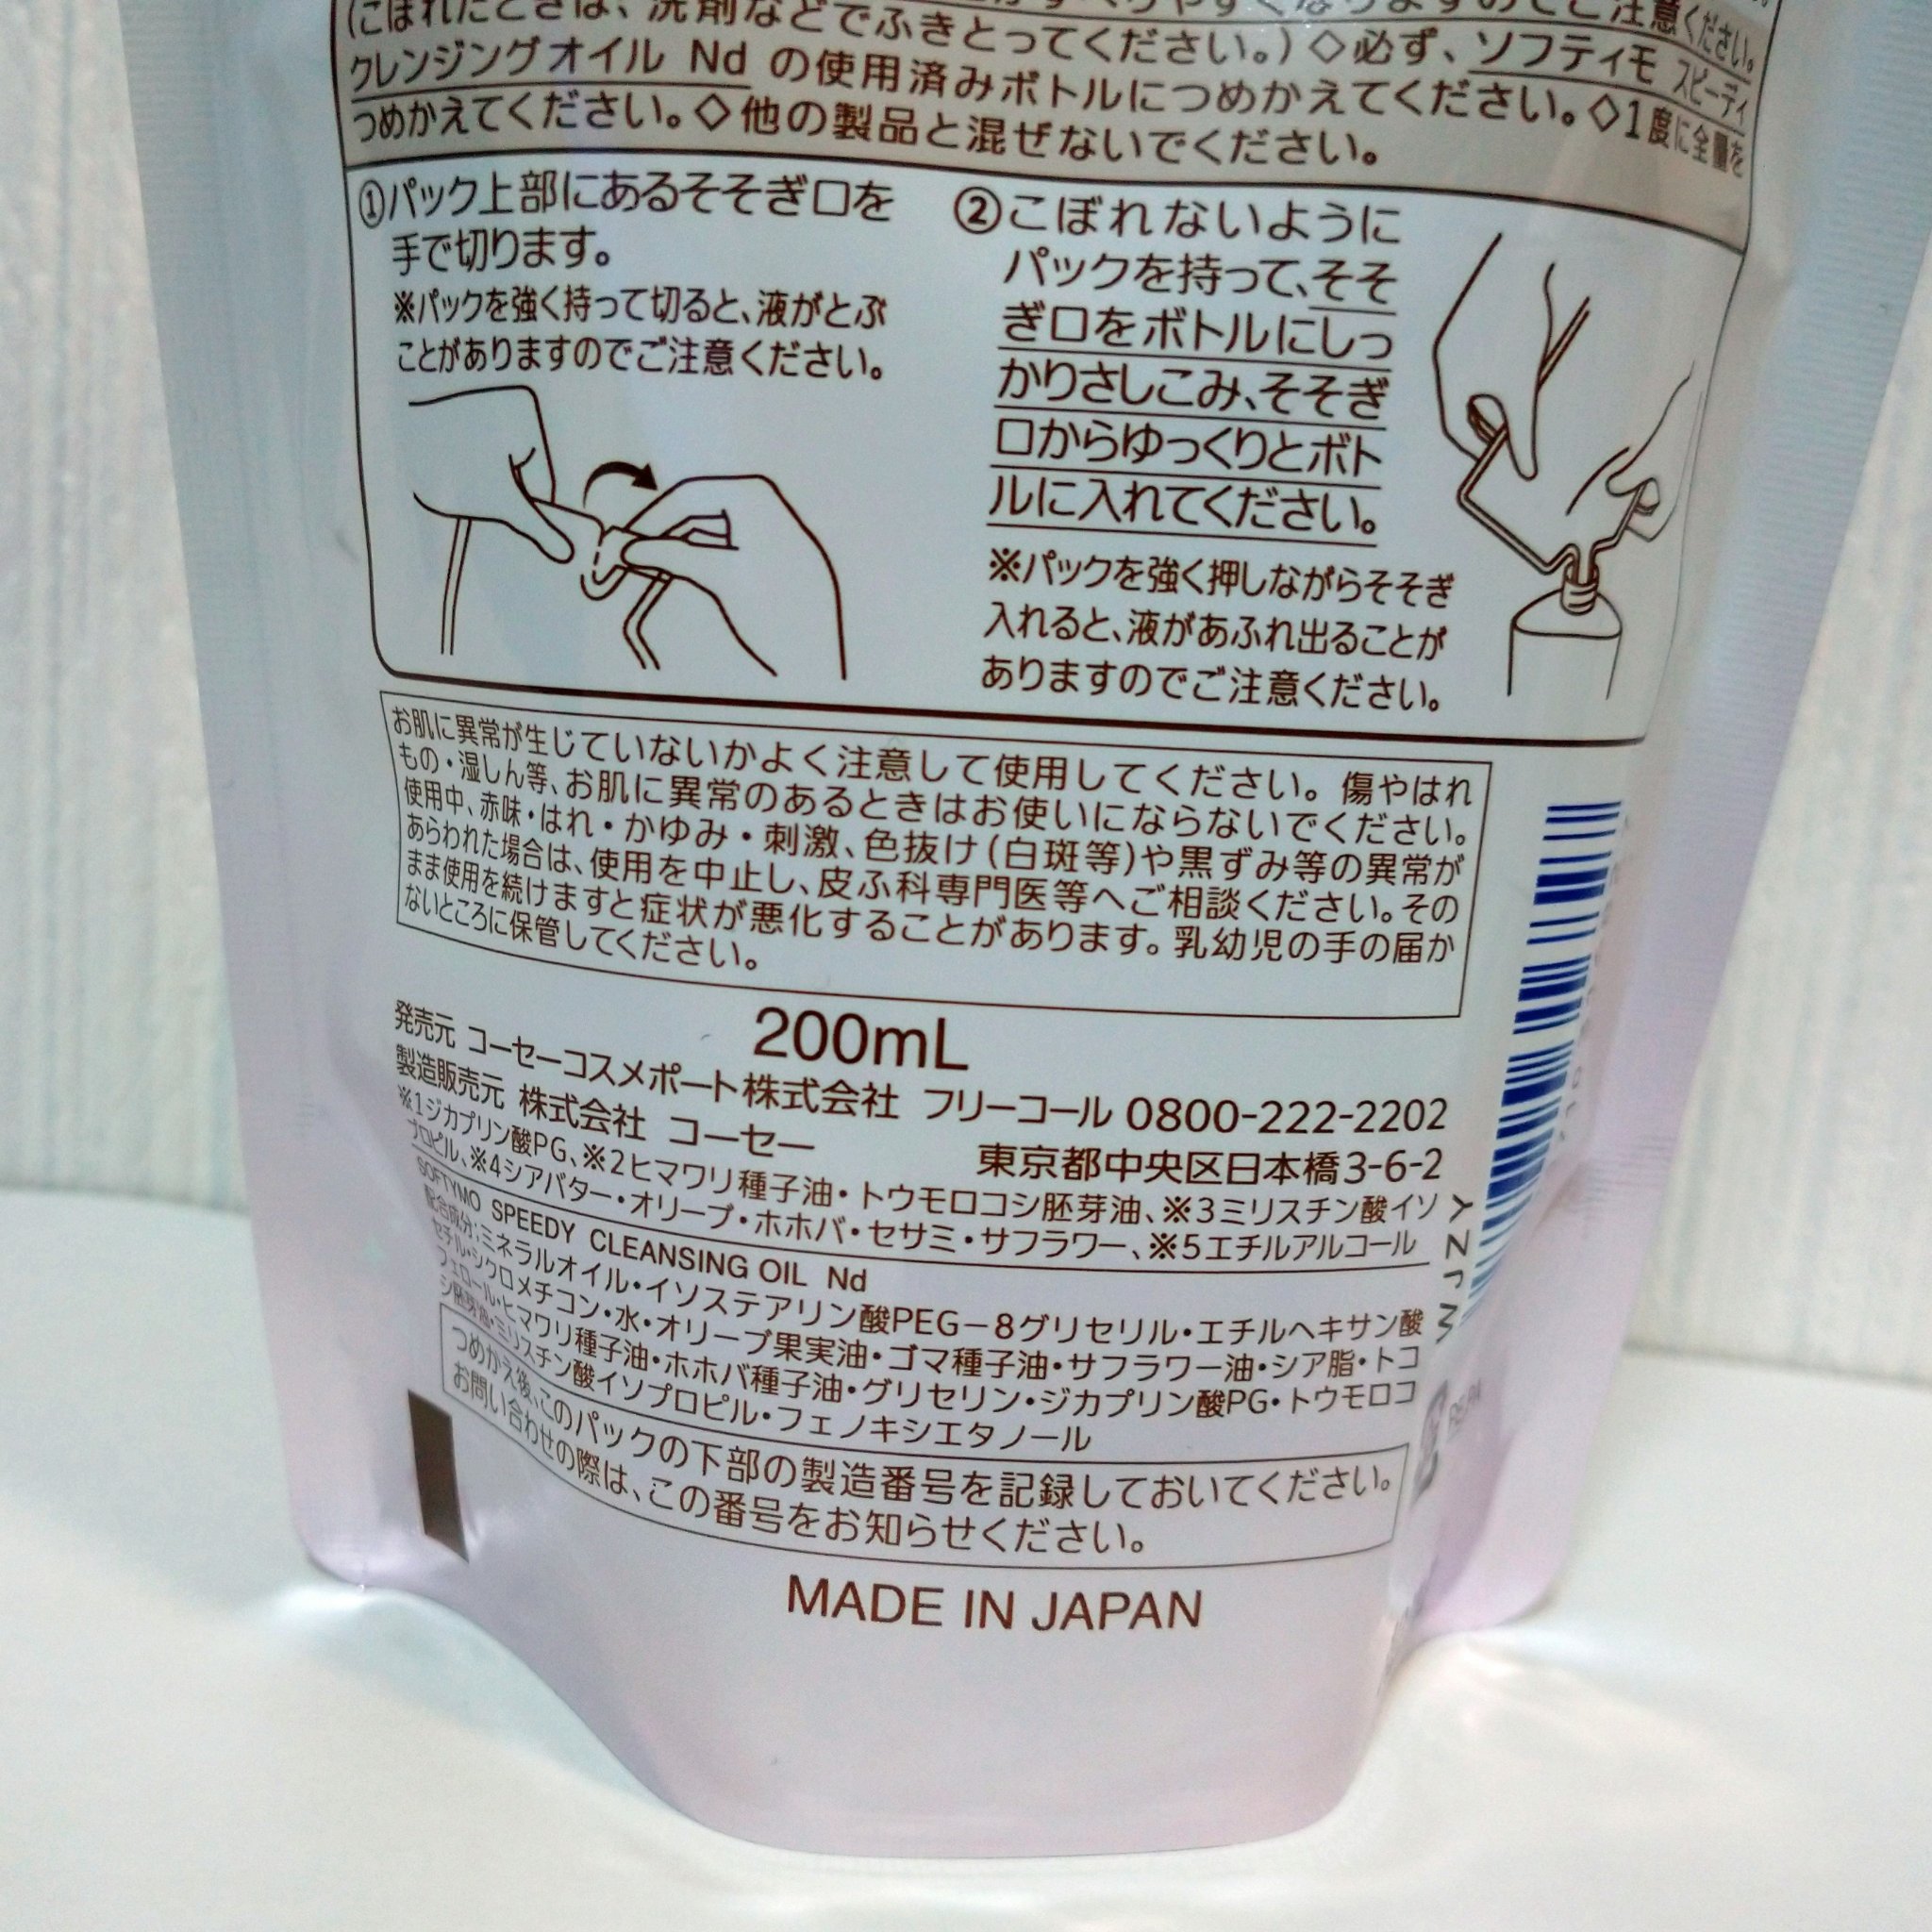 (こぼれたときは、洗剤などでふきとってください。)◇必ず、ソフティモ スピーディ
クレンジングオイル Nd の使用済みボトルにつめかえてください。◇1度に全量を
つめかえてください。◇他の製品と混ぜないでください。
①パック上部にあるそそぎ口を
手で切ります。
※パックを強く持って切ると、液がとぶ
ことがありますのでご注意ください。
②こぼれないように
パックを持って、そそ
ぎ口をボトルにしっ
かりさしこみ、そそぎ
口からゆっくりとボト
ルに入れてください。
※パックを強く押しながらそそぎ
入れると、液があふれ出ることが
ありますのでご注意ください。
お肌に異常が生じていないかよく注意して使用してください。傷やはれ
もの・湿しん等、お肌に異常のあるときはお使いにならないでください。
使用中、赤味・はれ・かゆみ・刺激、色抜け(白斑等)や黒ずみ等の異常が
あらわれた場合は、使用を中止し、皮ふ科専門医等へご相談ください。その
まま使用を続けますと症状が悪化することがあります。乳幼児の手の届か
ないところに保管してください。
200mL
発売元 コーセーコスメポート株式会社 フリーコール 0800-222-2202
製造販売元 株式会社 コーセー 東京都中央区日本橋3-6-2
※1ジカプリン酸PG、※2ヒマワリ種子油・トウモロコシ胚芽油、※3ミリスチン酸イソ
プロピル、※4シアバター・オリーブ・ホホバ・セサミ・サフラワー、※5エチルアルコール
SOFTYMO SPEEDY CLEANSING OIL Nd
配合成分:ミネラルオイル・イソステアリン酸PEG-8グリセリル・エチルヘキサン酸
セチル・シクロメチコン・水・オリーブ果実油・ゴマ種子油・サフラワー油・シア脂・トコ
フェロール・ヒマワリ種子油・ホホバ種子油・グリセリン・ジカプリン酸PG・トウモロコ
シ胚芽油・ミリスチン酸イソプロピル・フェノキシエタノール
つめかえ後、このパックの下部の製造番号を記録しておいてください。
お問い合わせの際は、この番号をお知らせください。
MADE IN JAPAN
WJZY